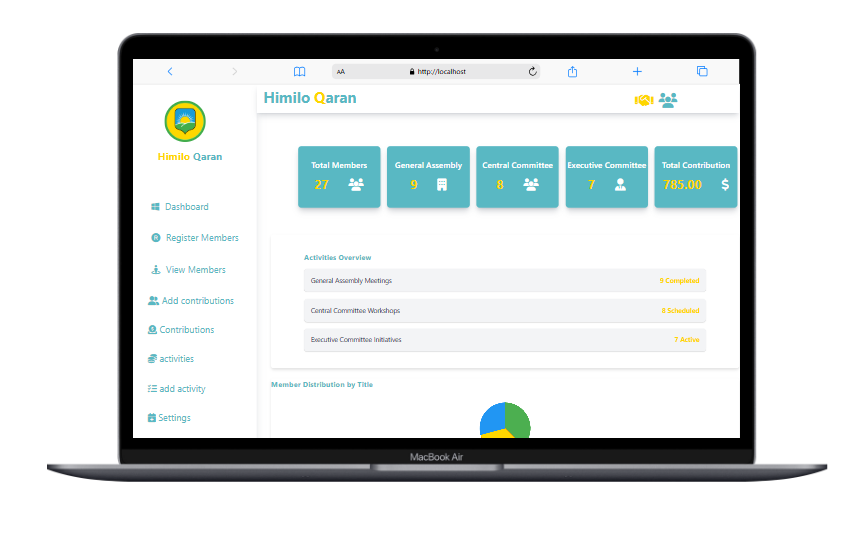 AA
http://localhost
Himilo Qaran
Himilo Qaran
Dashboard
Register Members
View Members
Add contributions
Contributions
activities
add activity
Settings
Total Members
27
General Assembly
9
Central Committee
8
Executive Committee
7
Total Contribution
785.00 $
Activities Overview
General Assembly Meetings 9 Completed
Central Committee Workshops 8 Scheduled
Executive Committee Initiatives 7 Active
Member Distribution by Title
MacBook Air